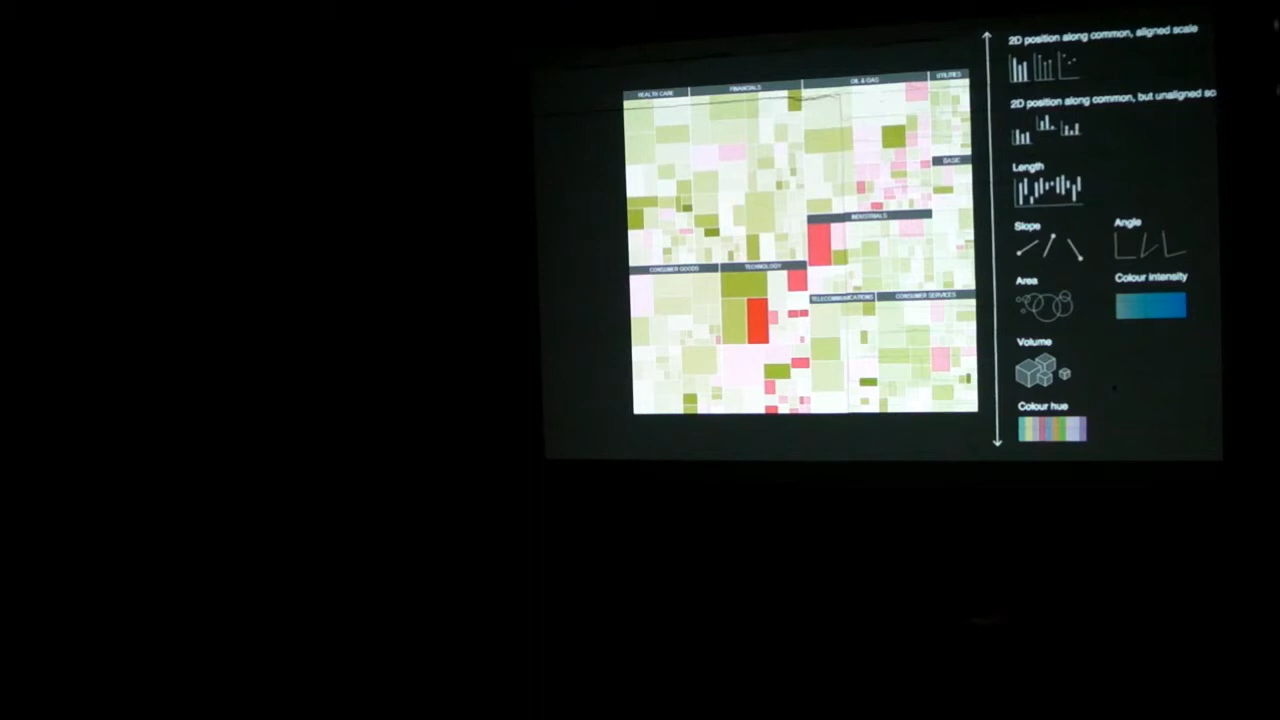 HEALTH CARE
FINANCIALS
OIL & GAS
UTILITIES
BASIC
INDUSTRIALS
CONSUMER GOODS
TECHNOLOGY
TELECOMMUNICATIONS
CONSUMER SERVICES
2D position along common, aligned scale
2D position along common, but unaligned sc
Length
Slope
Angle
Area
Colour intensity
Volume
Colour hue